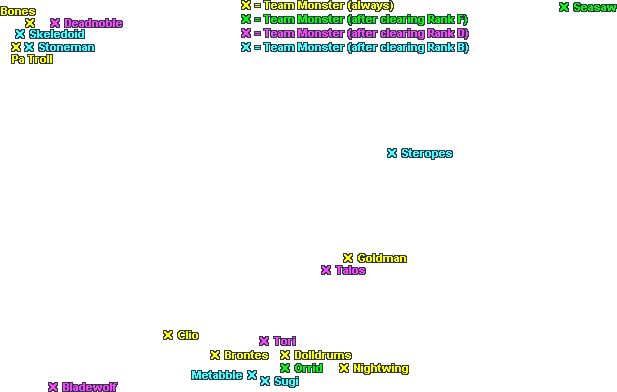 Bones
X = Team Monster (always)
X Seasaw
X X Deadnoble
X = Team Monster (after clearing Rank F)
X Skeledoid
X = Team Monster (after clearing Rank D)
X X Stoneman
X = Team Monster (after clearing Rank B)
Pa Troll
X Steropes
X Goldman
X Talos
X Clio
X Tori
X Brontes
X Dolldrums
X Orrid
X Nightwing
Metabble X
X Sugi
X Bladewolf